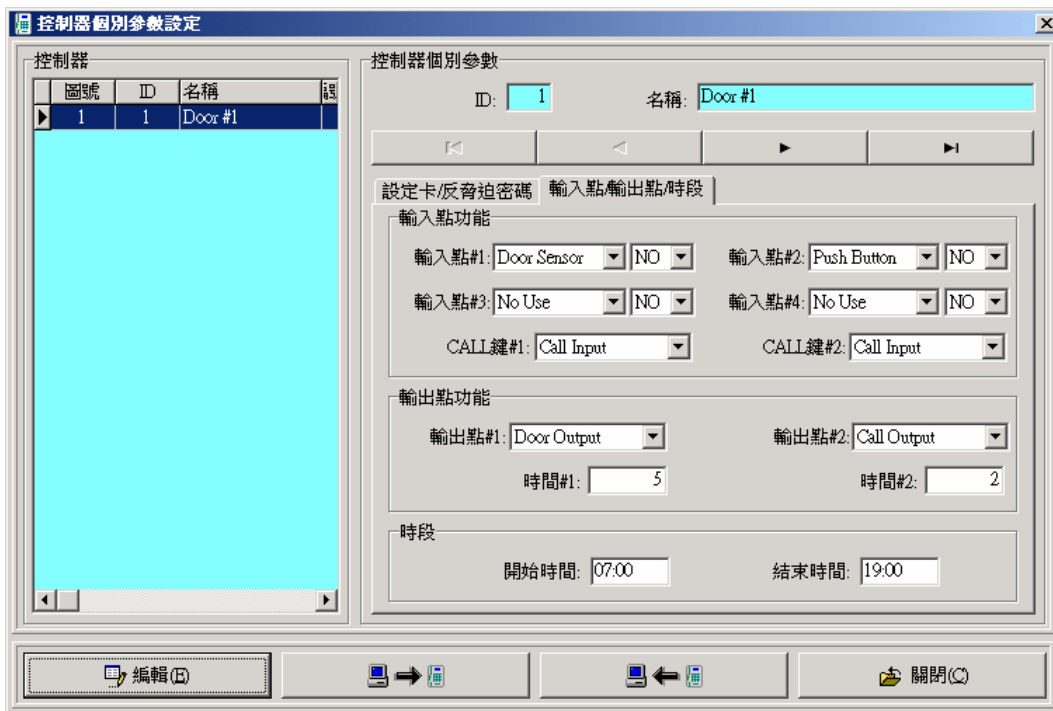 控制器個別參數設定
控制器
圖號 ID 名稱
1 1 Door #1
控制器個別參數
ID: 1 名稱: Door #1
設定卡/反脅迫密碼 輸入點/輸出點/時段
輸入點功能
輸入點#1: Door Sensor NO 輸入點#2: Push Button NO
輸入點#3: No Use NO 輸入點#4: No Use NO
CALL鍵#1: Call Input CALL鍵#2: Call Input
輸出點功能
輸出點#1: Door Output 輸出點#2: Call Output
時間#1: 5 時間#2: 2
時段
開始時間: 07:00 結束時間: 19:00
編輯(E) 關閉(C)